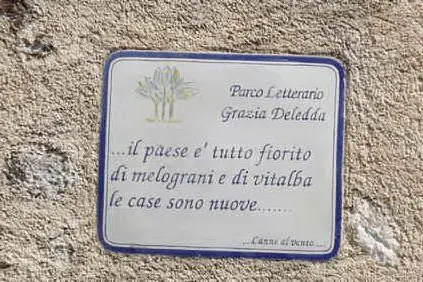 Parco Letterario
Grazia Deledda
...il paese e' tutto fiorito
di melograni e di vitalba
le case sono nuove.......
...Canne al vento....